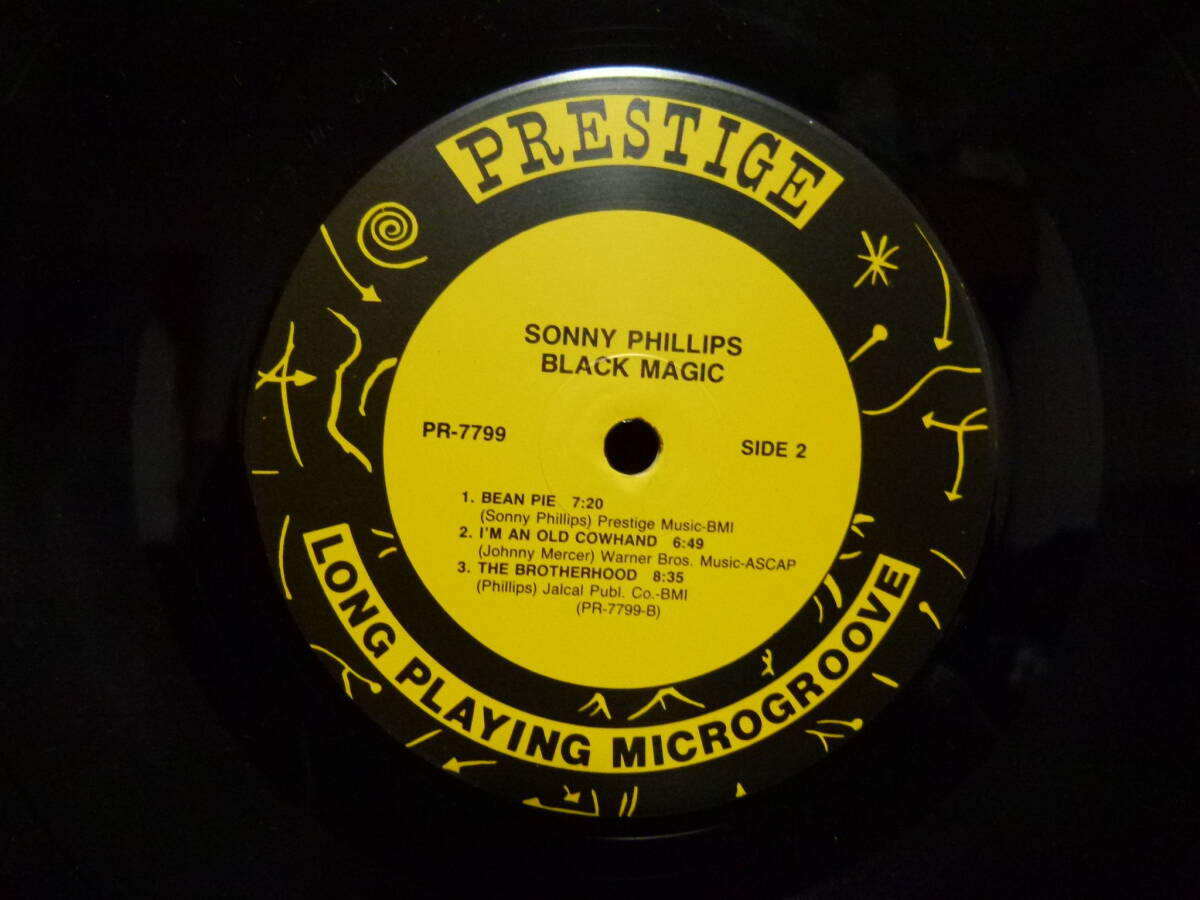 PRESTIGE
SONNY PHILLIPS
BLACK MAGIC
PR-7799
SIDE 2
1. BEAN PIE 7:20
(Sonny Phillips) Prestige Music-BMI
2. I'M AN OLD COWHAND 6:49
(Johnny Mercer) Warner Bros. Music-ASCAP
3. THE BROTHERHOOD 8:35
(Phillips) Jalcal Publ. Co.-BMI
(PR-7799-B)
LONG PLAYING MICROGROOVE